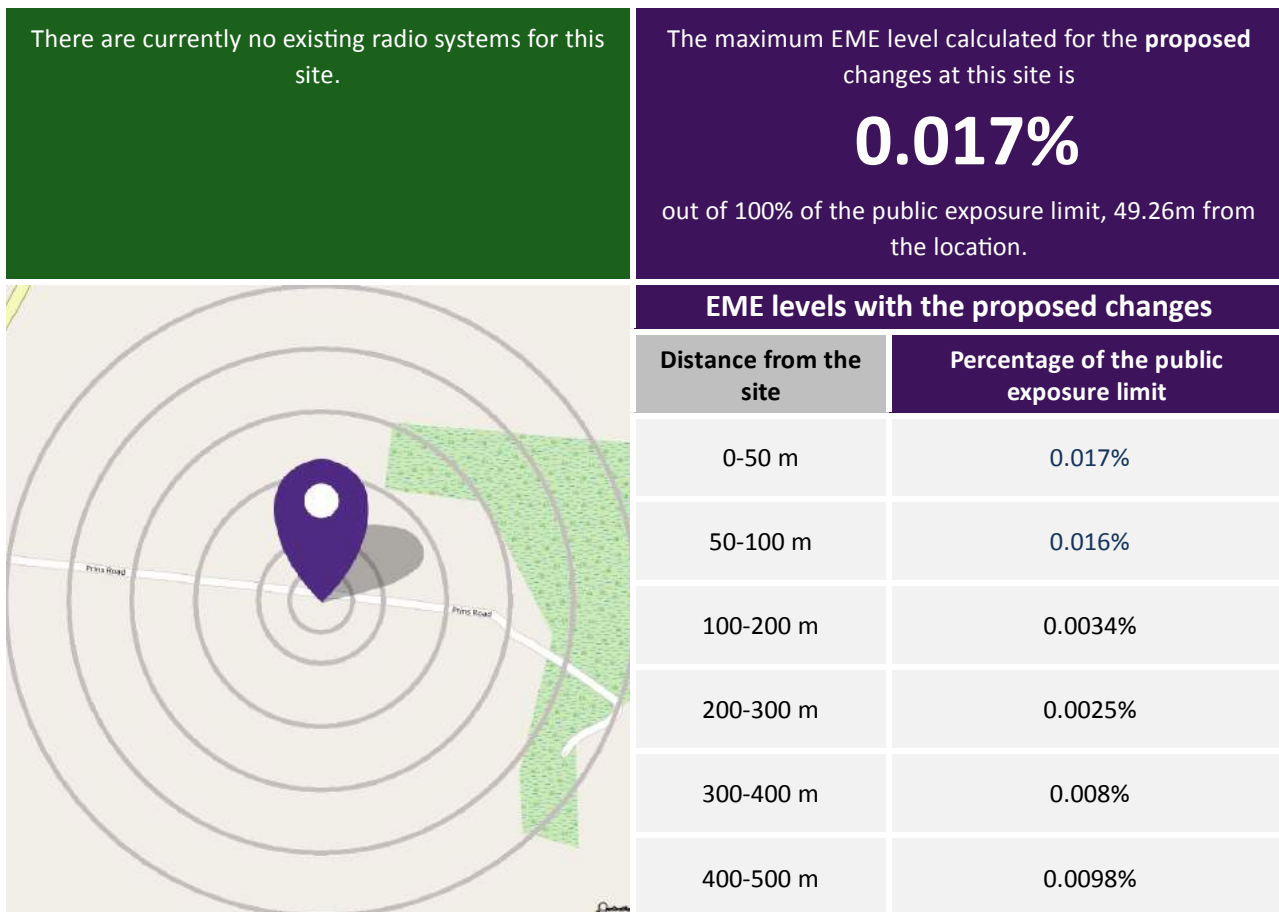 There are currently no existing radio systems for this
site.
The maximum EME level calculated for the proposed
changes at this site is
0.017%
out of 100% of the public exposure limit, 49.26m from
the location.
Prins Road
Prins Road
EME levels with the proposed changes
Distance from the
site
Percentage of the public
exposure limit
0-50 m
0.017%
50-100 m
0.016%
100-200 m
0.0034%
200-300 m
0.0025%
300-400 m
0.008%
400-500 m
0.0098%